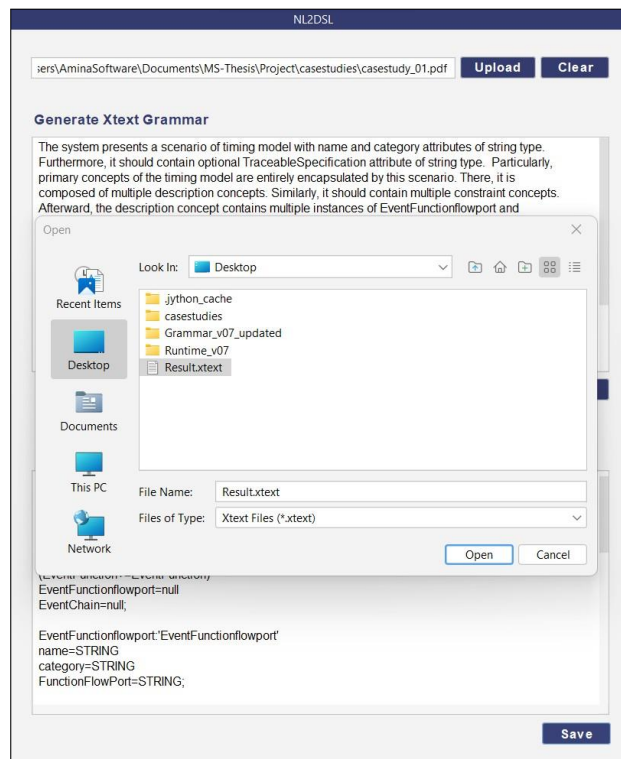 NL2DSL
sers\AminaSoftware\Documents\MS-Thesis\Project\casestudies\casestudy_01.pdf Upload Clear
Generate Xtext Grammar
The system presents a scenario of timing model with name and category attributes of string type.
Furthermore, it should contain optional TraceableSpecification attribute of string type. Particularly,
primary concepts of the timing model are entirely encapsulated by this scenario. There, it is
composed of multiple description concepts. Similarly, it should contain multiple constraint concepts.
Afterward, the description concept contains multiple instances of EventFunctionflowport and
Open
Look In: Desktop
Recent Items
Desktop
Documents
This PC
Network
.jython_cache
casestudies
Grammar_v07_updated
Runtime_v07
Result.xtext
File Name: Result.xtext
Files of Type: Xtext Files (*.xtext)
Open Cancel
EventFunctionflowport=null
EventChain=null;
EventFunctionflowport:'EventFunctionflowport'
name=STRING
category=STRING
FunctionFlowPort=STRING;
Save